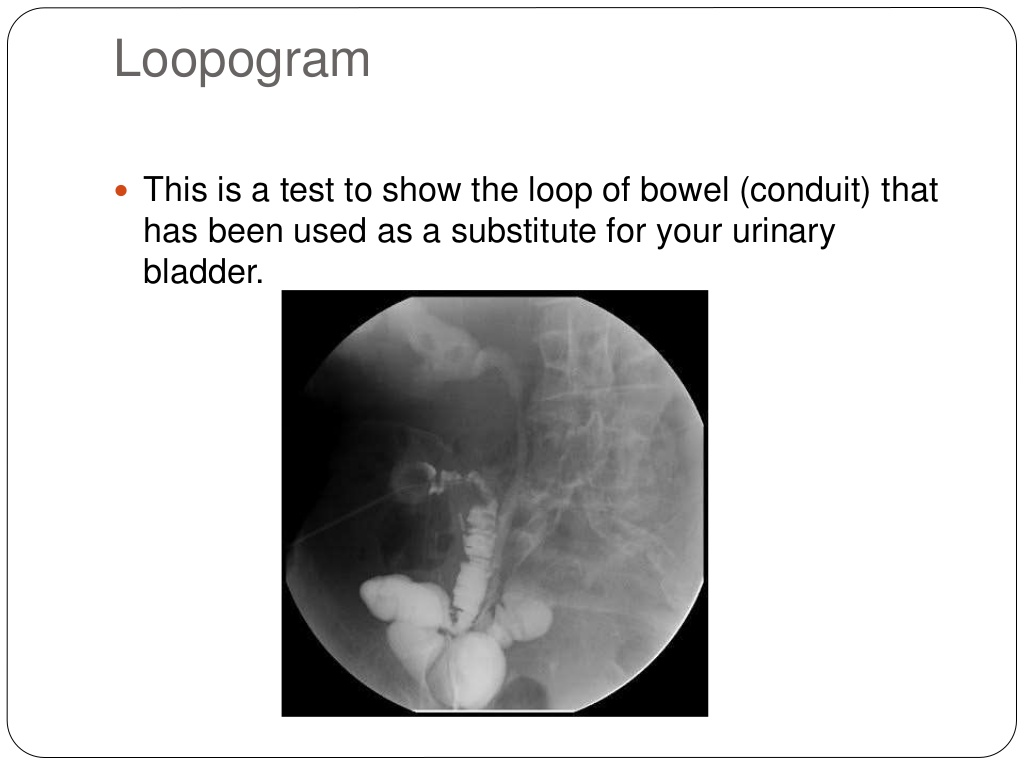 Loopogram
• This is a test to show the loop of bowel (conduit) that
has been used as a substitute for your urinary
bladder.